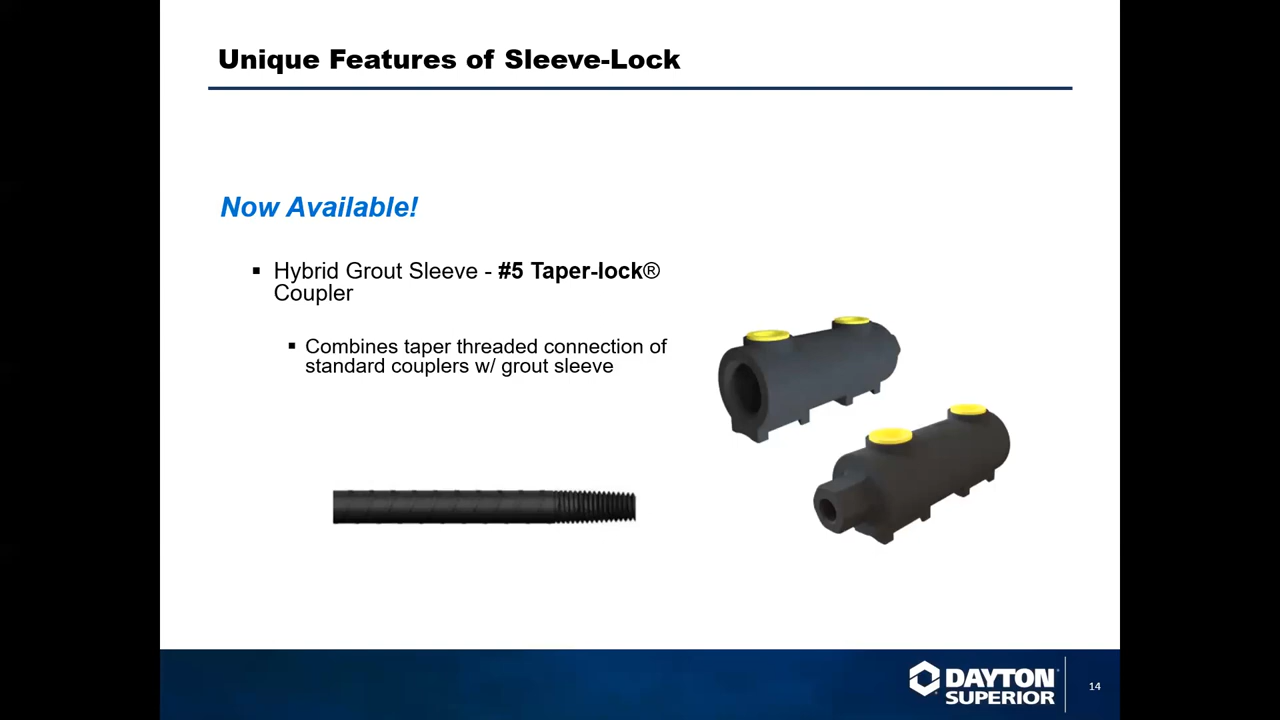 Unique Features of Sleeve-Lock
Now Available!
▪ Hybrid Grout Sleeve - #5 Taper-lock®
Coupler
▪ Combines taper threaded connection of
standard couplers w/ grout sleeve
DAYTON
SUPERIOR
14